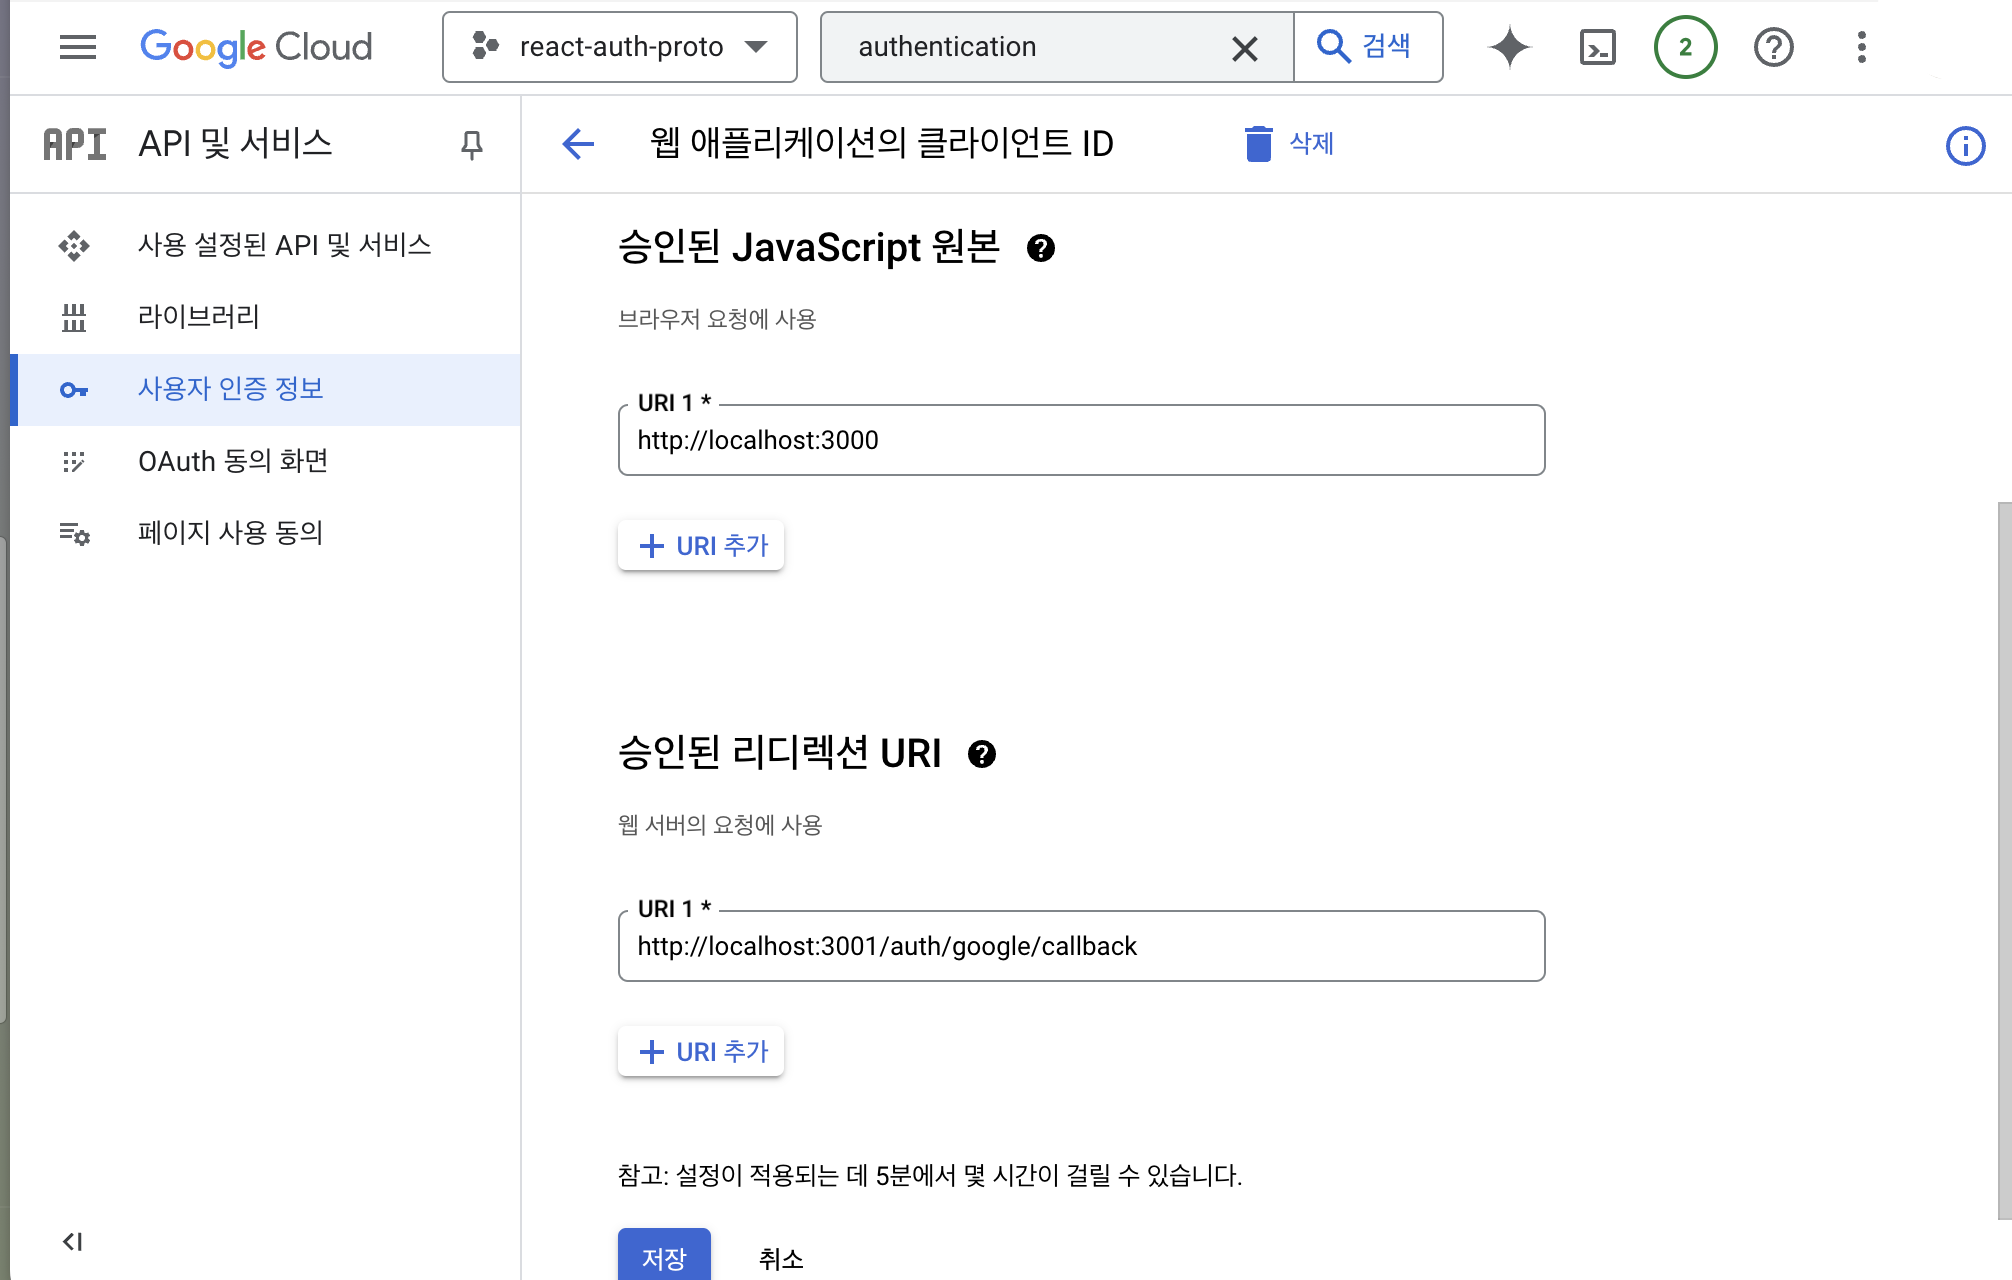 Google Cloud
react-auth-proto
authentication
검색
2
API
API 및 서비스
웹 애플리케이션의 클라이언트 ID
삭제
사용 설정된 API 및 서비스
라이브러리
사용자 인증 정보
OAuth 동의 화면
페이지 사용 동의
승인된 JavaScript 원본
브라우저 요청에 사용
URI 1 *
http://localhost:3000
URI 추가
승인된 리디렉션 URI
웹 서버의 요청에 사용
URI 1 *
http://localhost:3001/auth/google/callback
URI 추가
참고: 설정이 적용되는 데 5분에서 몇 시간이 걸릴 수 있습니다.
저장
취소